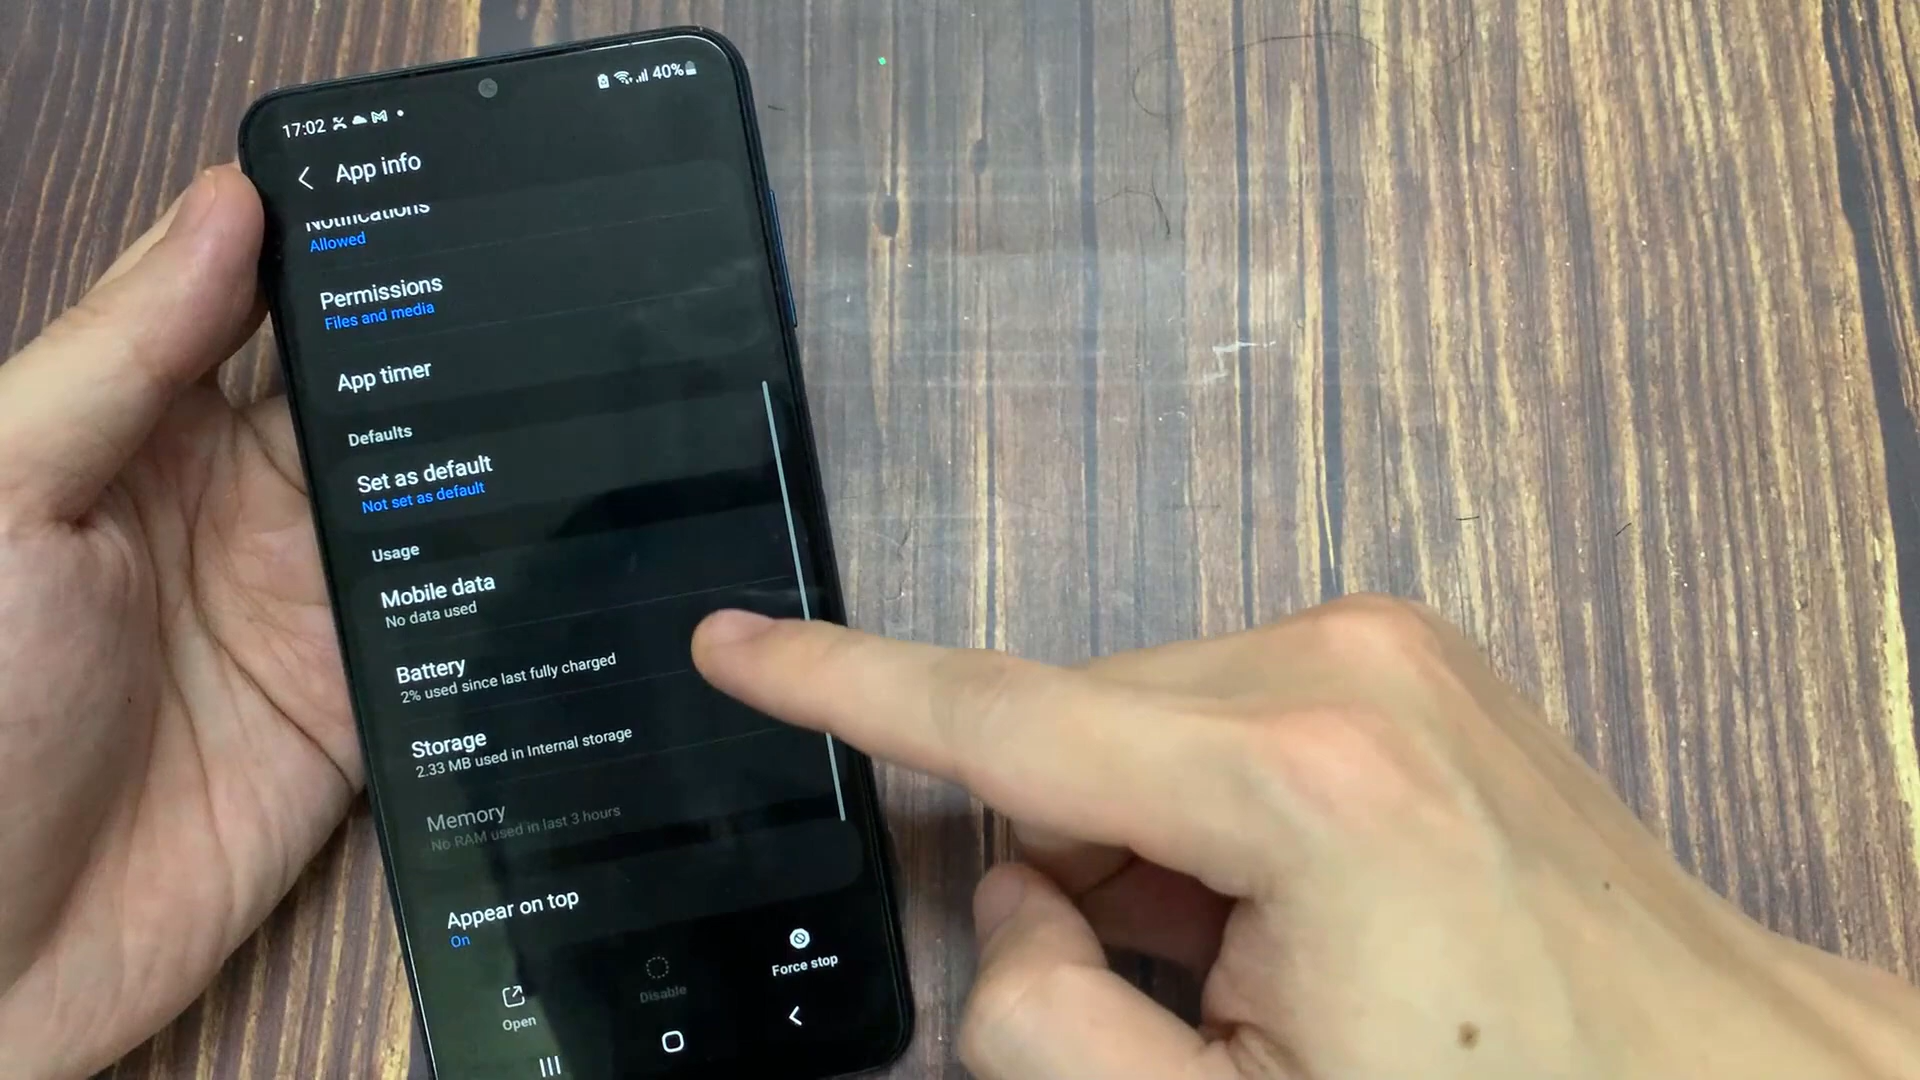 17:02
40%
App info
Notifications
Allowed
Permissions
Files and media
App timer
Defaults
Set as default
Not set as default
Usage
Mobile data
No data used
Battery
2% used since last fully charged
Storage
2.33 MB used in Internal storage
Memory
No RAM used in last 3 hours
Appear on top
On
Open
Disable
Force stop